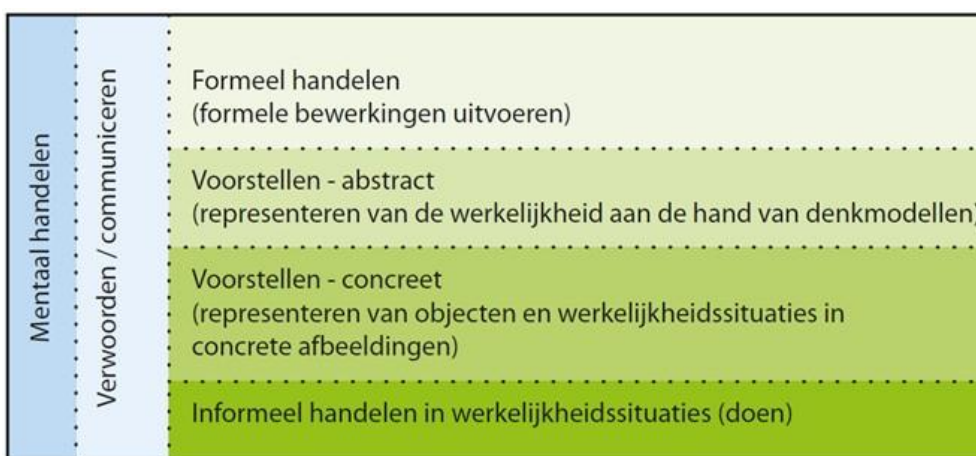 Mentaal handelen
Verwoorden / communiceren
Formeel handelen
(formele bewerkingen uitvoeren)
Voorstellen - abstract
(representeren van de werkelijkheid aan de hand van denkmodellen)
Voorstellen - concreet
(representeren van objecten en werkelijkheidssituaties in
concrete afbeeldingen)
Informeel handelen in werkelijkheidssituaties (doen)